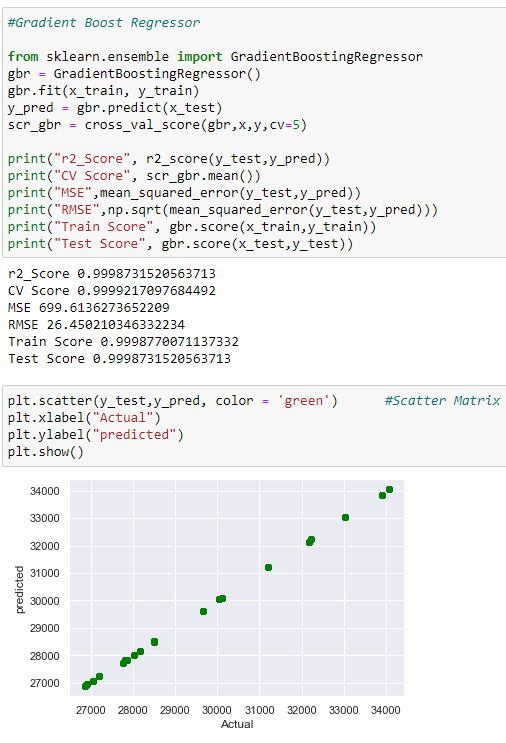 #Gradient Boost Regressor
from sklearn.ensemble import GradientBoostingRegressor
gbr = GradientBoostingRegressor()
gbr.fit(x_train, y_train)
y_pred = gbr.predict(x_test)
scr_gbr = cross_val_score(gbr,x,y,cv=5)
print("r2_Score", r2_score(y_test,y_pred))
print("CV Score", scr_gbr.mean())
print("MSE",mean_squared_error(y_test,y_pred))
print("RMSE",np.sqrt(mean_squared_error(y_test,y_pred)))
print("Train Score", gbr.score(x_train,y_train))
print("Test Score", gbr.score(x_test,y_test))
r2_Score 0.9998731520563713
CV Score 0.9999217097684492
MSE 699.6136273652209
RMSE 26.450210346332234
Train Score 0.9998770071137332
Test Score 0.9998731520563713
plt.scatter(y_test,y_pred, color = 'green') #Scatter Matrix
plt.xlabel("Actual")
plt.ylabel("predicted")
plt.show()
34000
33000
32000
31000
30000
29000
28000
27000
predicted
27000 28000 29000 30000 31000 32000 33000 34000
Actual